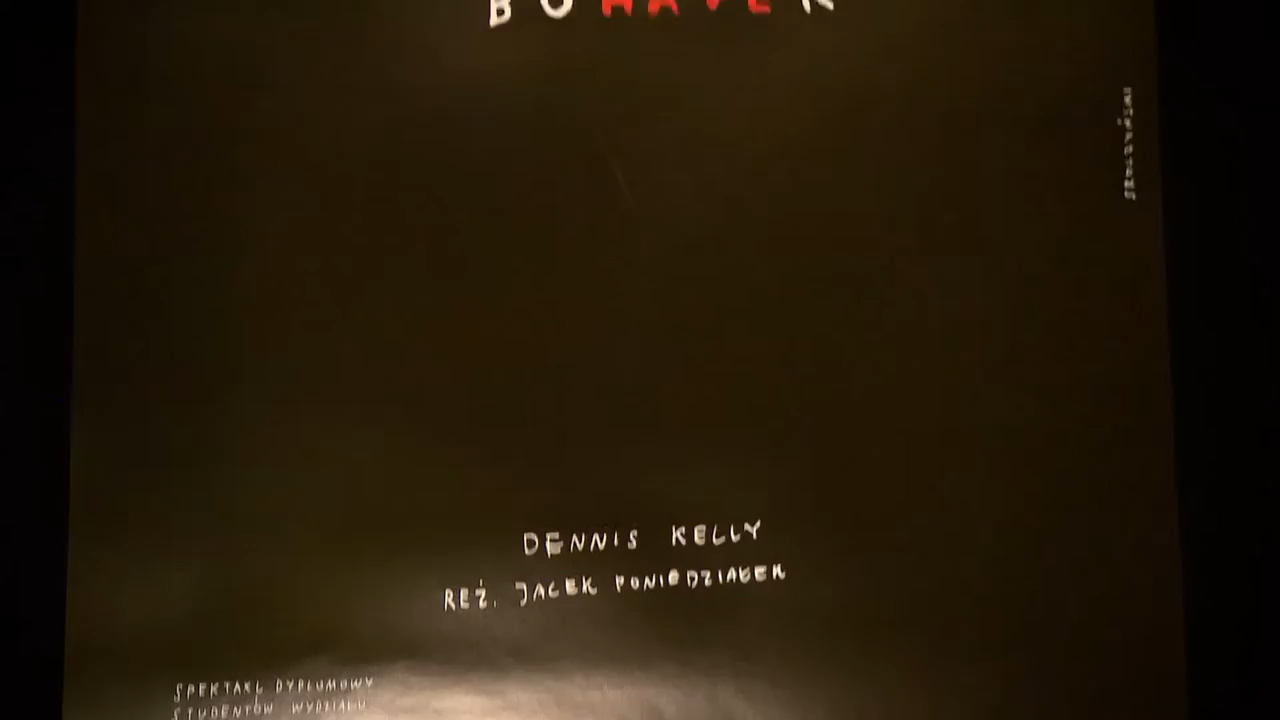 DENNIS KELLY
REŻ. JACEK PONIEDZIAŁEK
SPEKTAKL DYPLOMOWY
STUDENTÓW WYDZIAŁU